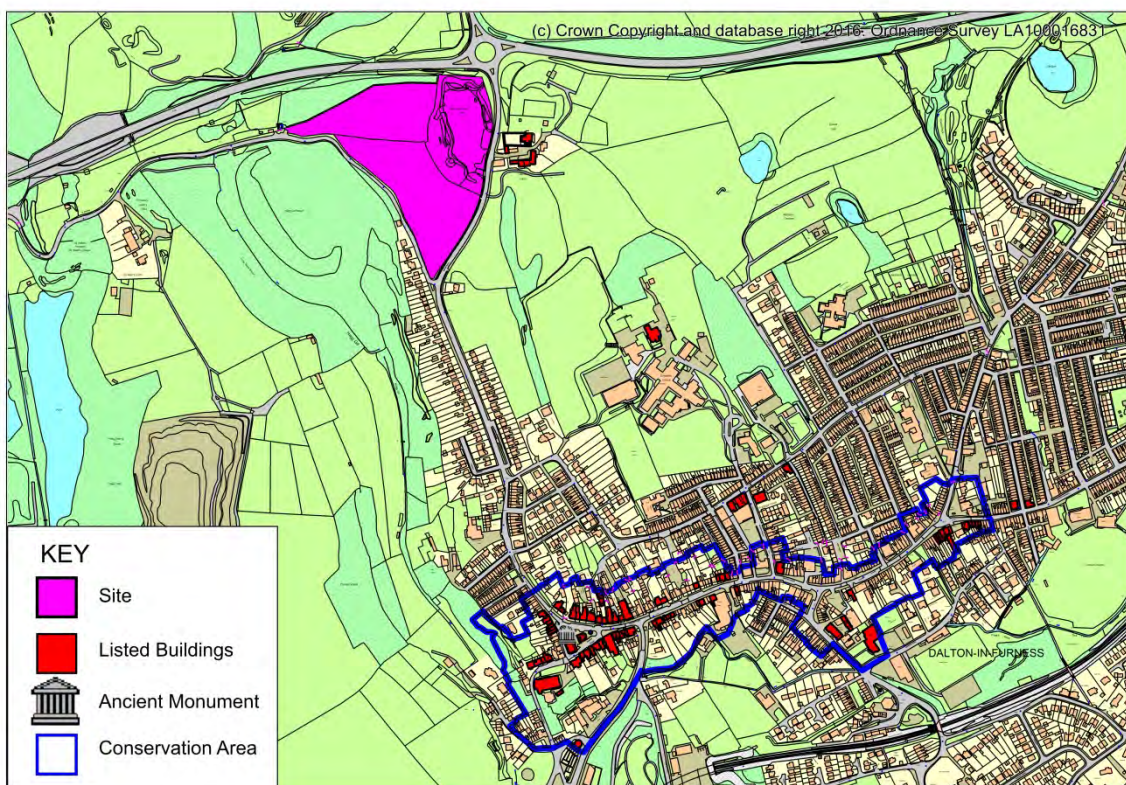 (c) Crown Copyright and database right 2016. Ordnance Survey LA100016831
DALTON-IN-FURNESS
KEY
Site
Listed Buildings
Ancient Monument
Conservation Area